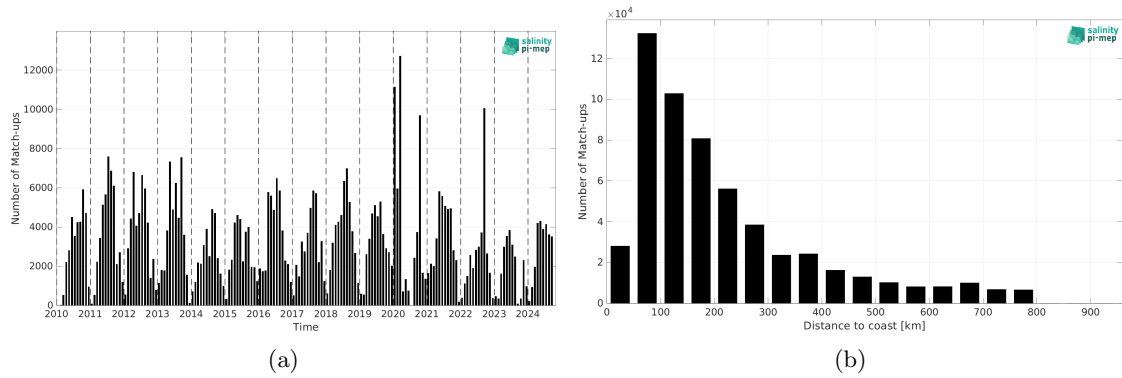 salinity
pi-mep
12000
10000
8000
6000
4000
2000
0
Number of Match-ups
2010 2011 2012 2013 2014 2015 2016 2017 2018 2019 2020 2021 2022 2023 2024
Time
(a)
×10⁴
salinity
pi-mep
12
10
8
6
4
2
0
Number of Match-ups
0 100 200 300 400 500 600 700 800 900
Distance to coast [km]
(b)